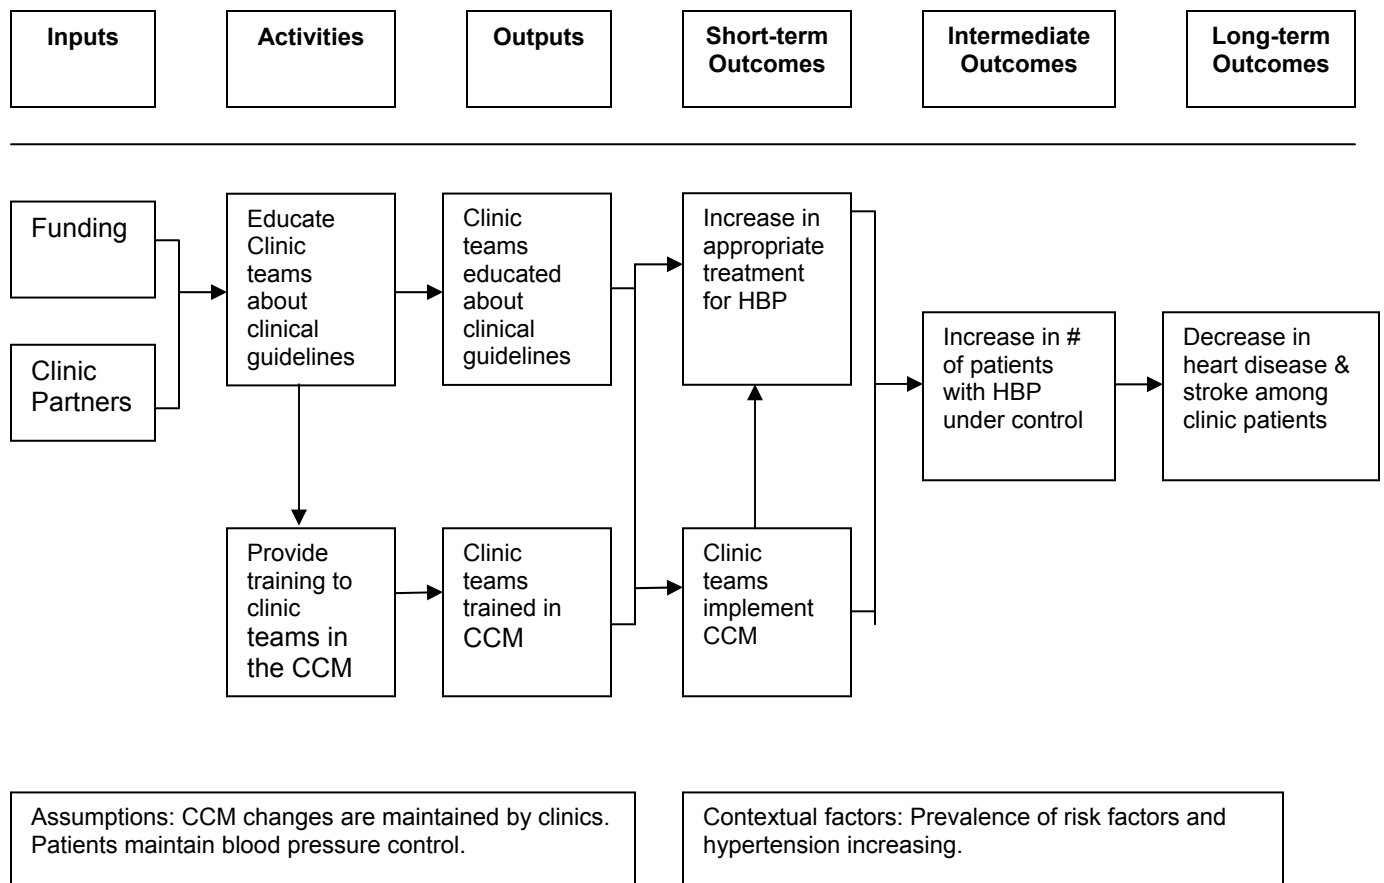 Inputs
Activities
Outputs
Short-term
Outcomes
Intermediate
Outcomes
Long-term
Outcomes
Funding
Clinic
Partners
Educate
Clinic
teams
about
clinical
guidelines
Clinic
teams
educated
about
clinical
guidelines
Increase in
appropriate
treatment
for HBP
Increase in #
of patients
with HBP
under control
Decrease in
heart disease &
stroke among
clinic patients
Provide
training to
clinic
teams in
the CCM
Clinic
teams
trained in
CCM
Clinic
teams
implement
CCM
Assumptions: CCM changes are maintained by clinics.
Patients maintain blood pressure control.
Contextual factors: Prevalence of risk factors and
hypertension increasing.